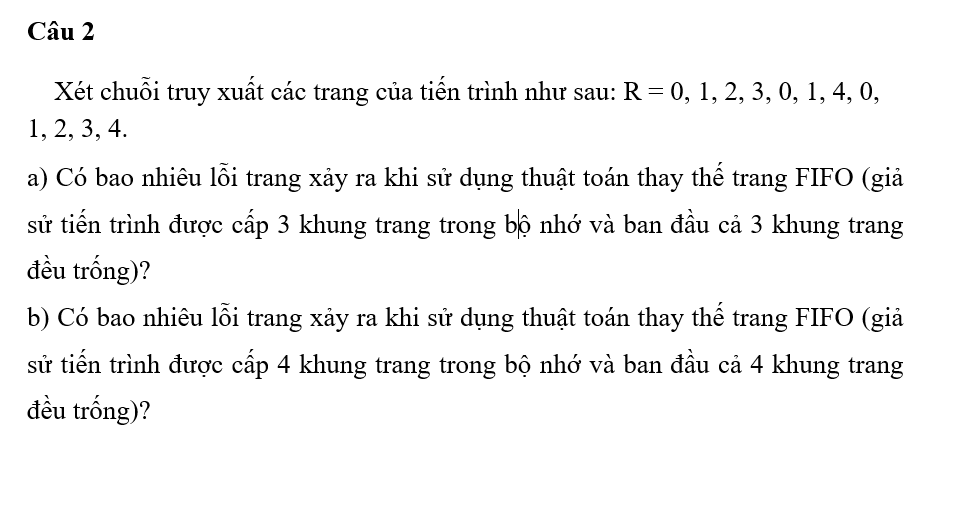 Câu 2
Xét chuỗi truy xuất các trang của tiến trình như sau: R = 0, 1, 2, 3, 0, 1, 4, 0,
1, 2, 3, 4.
a) Có bao nhiêu lỗi trang xảy ra khi sử dụng thuật toán thay thế trang FIFO (giả
sử tiến trình được cấp 3 khung trang trong bộ nhớ và ban đầu cả 3 khung trang
đều trống)?
b) Có bao nhiêu lỗi trang xảy ra khi sử dụng thuật toán thay thế trang FIFO (giả
sử tiến trình được cấp 4 khung trang trong bộ nhớ và ban đầu cả 4 khung trang
đều trống)?